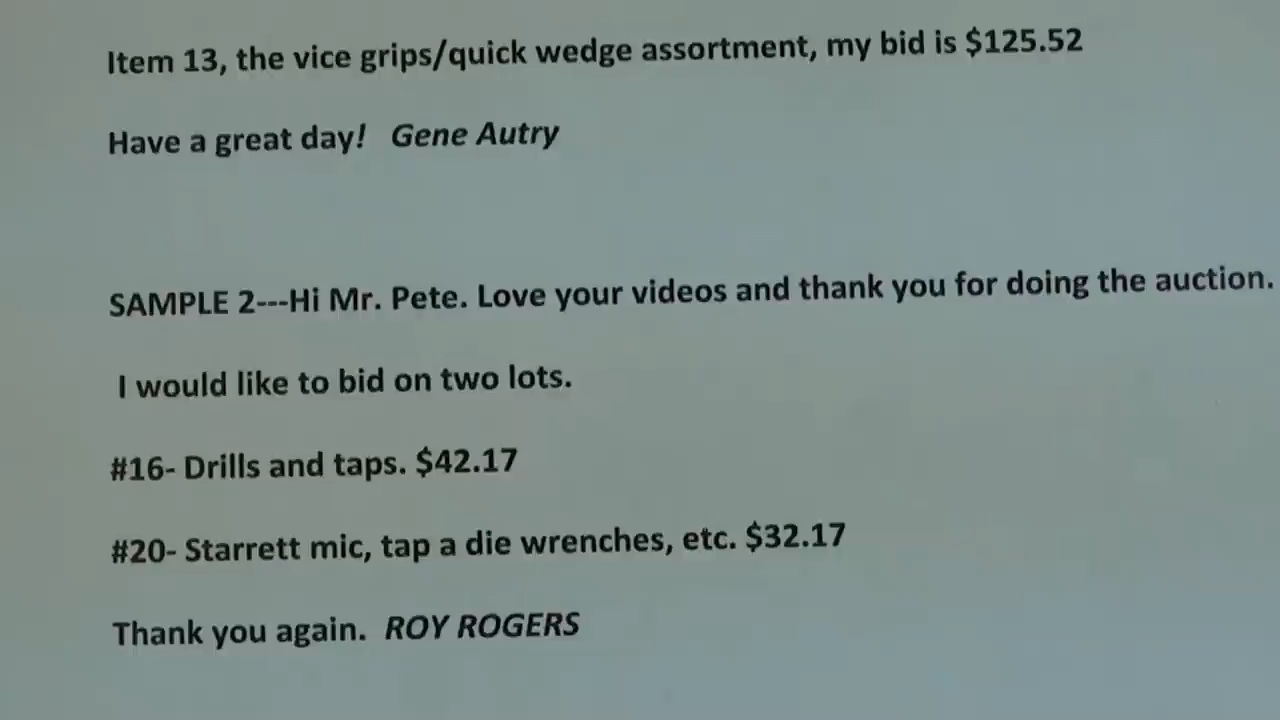 Item 13, the vice grips/quick wedge assortment, my bid is $125.52
Have a great day!   Gene Autry
SAMPLE 2---Hi Mr. Pete. Love your videos and thank you for doing the auction.
I would like to bid on two lots.
#16- Drills and taps. $42.17
#20- Starrett mic, tap a die wrenches, etc. $32.17
Thank you again.  ROY ROGERS